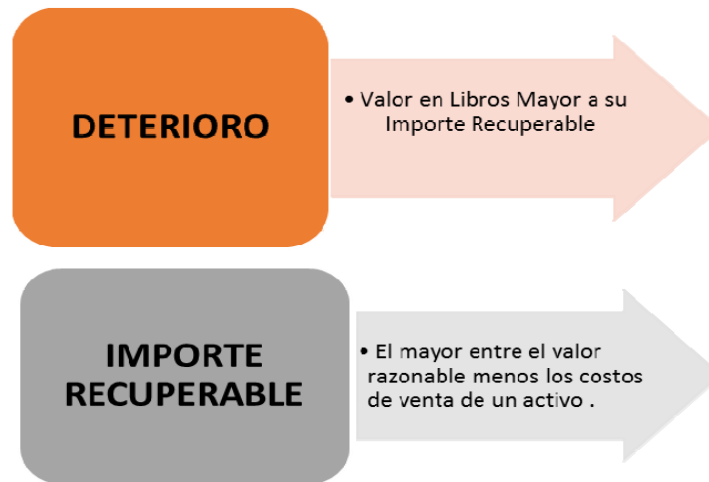 DETERIORO
• Valor en Libros Mayor a su
Importe Recuperable
IMPORTE
RECUPERABLE
• El mayor entre el valor
razonable menos los costos
de venta de un activo .